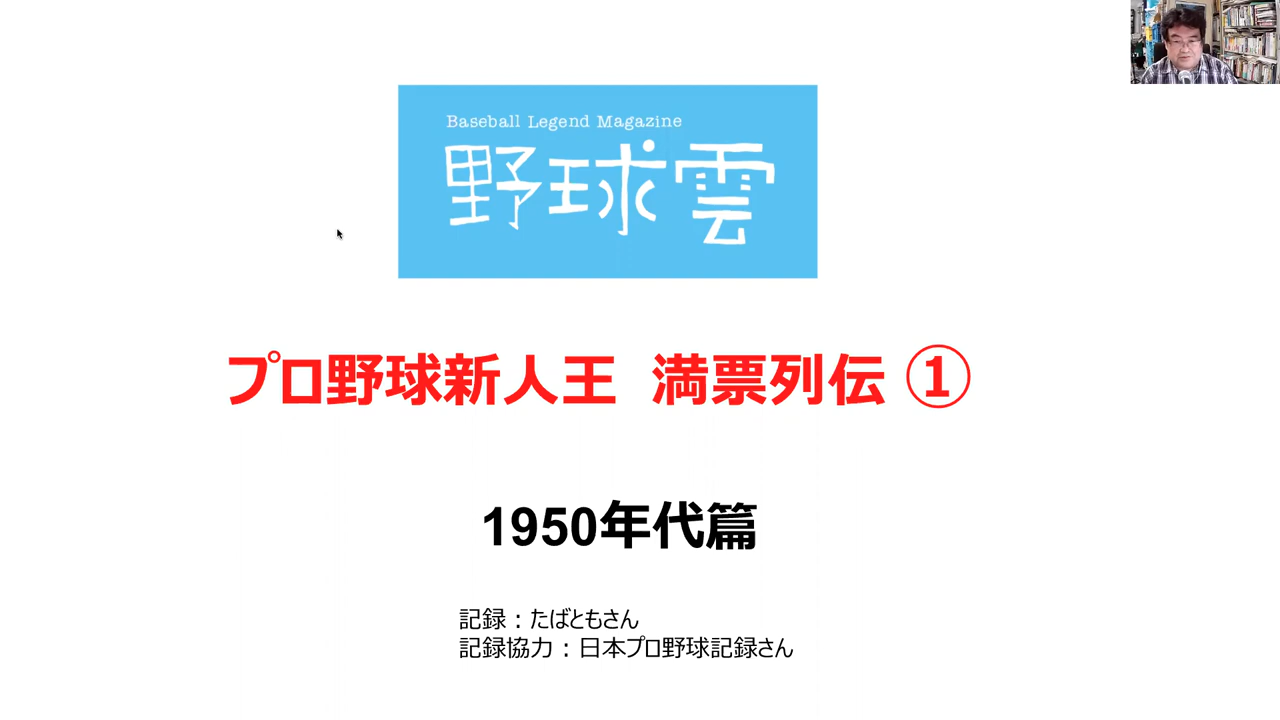 Baseball Legend Magazine
野球雲
プロ野球新人王 満票列伝 ①
1950年代篇
記録：たばともさん
記録協力：日本プロ野球記録さん